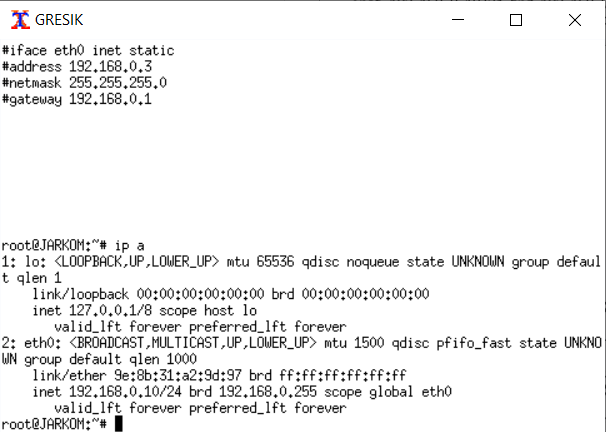 GRESIK
#iface eth0 inet static
#address 192.168.0.3
#netmask 255.255.255.0
#gateway 192.168.0.1
root@JARKOM:~# ip a
1: lo: <LOOPBACK,UP,LOWER_UP> mtu 65536 qdisc noqueue state UNKNOWN group defaul
t qlen 1
    link/loopback 00:00:00:00:00:00 brd 00:00:00:00:00:00
    inet 127.0.0.1/8 scope host lo
       valid_lft forever preferred_lft forever
2: eth0: <BROADCAST,MULTICAST,UP,LOWER_UP> mtu 1500 qdisc pfifo_fast state UNKNO
WN group default qlen 1000
    link/ether 9e:8b:31:a2:9d:97 brd ff:ff:ff:ff:ff:ff
    inet 192.168.0.10/24 brd 192.168.0.255 scope global eth0
       valid_lft forever preferred_lft forever
root@JARKOM:~#